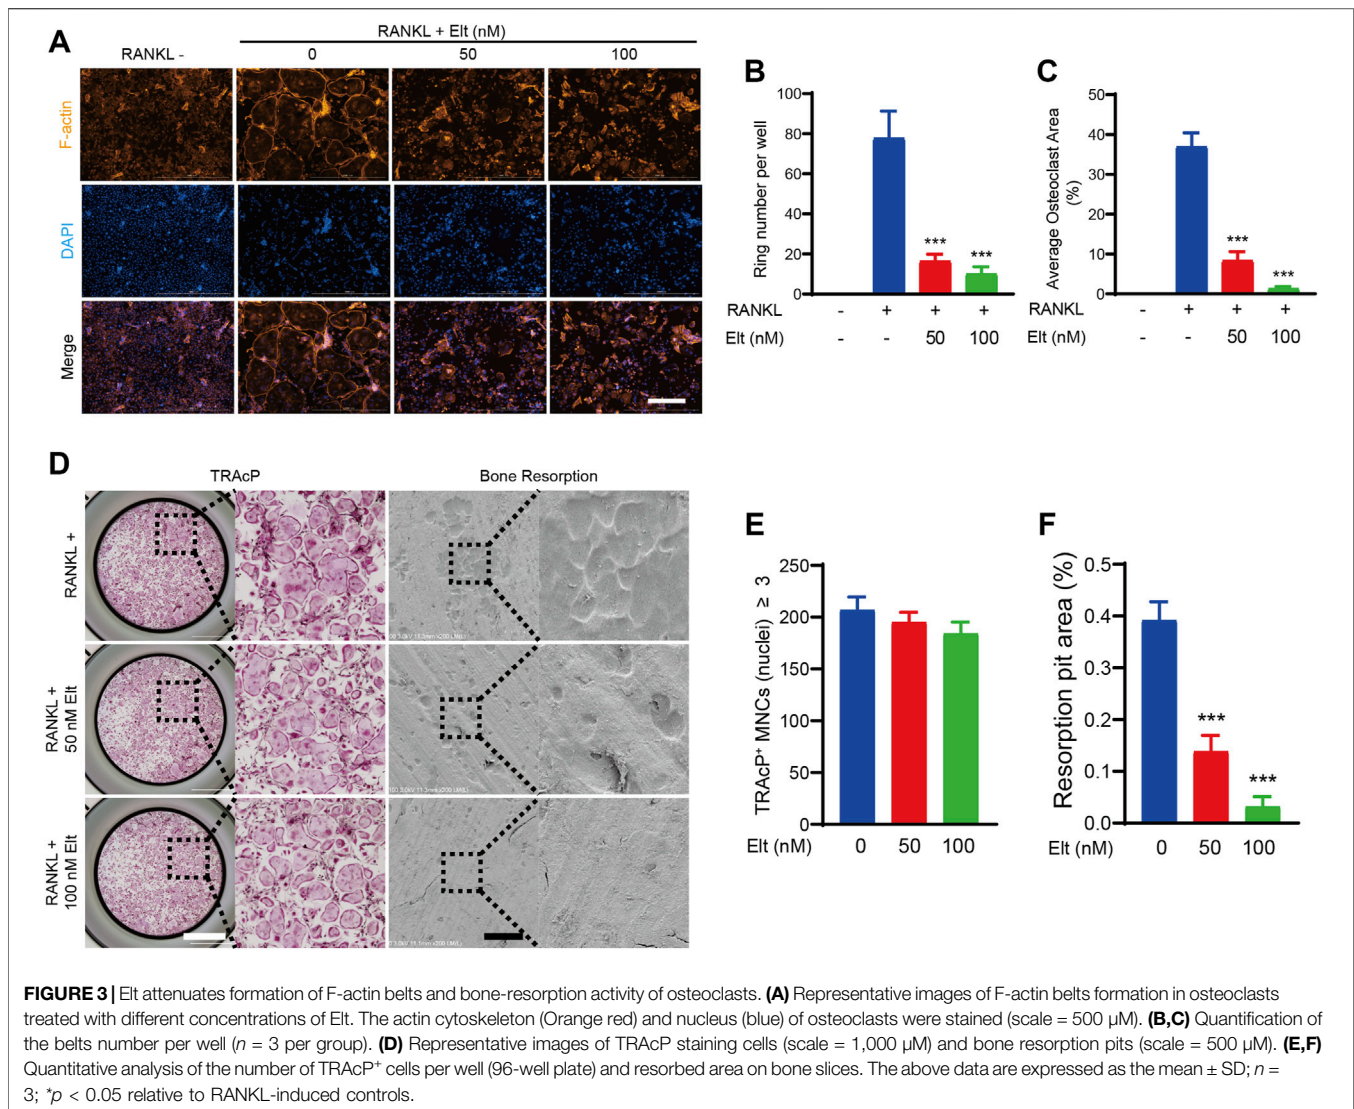 A
RANKL + Elt (nM)
RANKL -
0
50
100
F-actin
DAPI
Merge
B
Ring number per well
100
80
60
40
20
0
***
***
RANKL - + + +
Elt (nM) - - 50 100
C
Average Osteoclast Area (%)
50
40
30
20
10
0
***
***
RANKL - + + +
Elt (nM) - - 50 100
D
TRAcP
Bone Resorption
RANKL +
RANKL +
50 nM Elt
RANKL +
100 nM Elt
E
TRAcP⁺ MNCs (nuclei) ≥ 3
250
200
150
100
50
0
Elt (nM) 0 50 100
F
Resorption pit area (%)
0.5
0.4
0.3
0.2
0.1
0.0
***
***
Elt (nM) 0 50 100
FIGURE 3 | Elt attenuates formation of F-actin belts and bone-resorption activity of osteoclasts. (A) Representative images of F-actin belts formation in osteoclasts
treated with different concentrations of Elt. The actin cytoskeleton (Orange red) and nucleus (blue) of osteoclasts were stained (scale = 500 μM). (B,C) Quantification of
the belts number per well (n = 3 per group). (D) Representative images of TRAcP staining cells (scale = 1,000 μM) and bone resorption pits (scale = 500 μM). (E,F)
Quantitative analysis of the number of TRAcP⁺ cells per well (96-well plate) and resorbed area on bone slices. The above data are expressed as the mean ± SD; n =
3; *p < 0.05 relative to RANKL-induced controls.